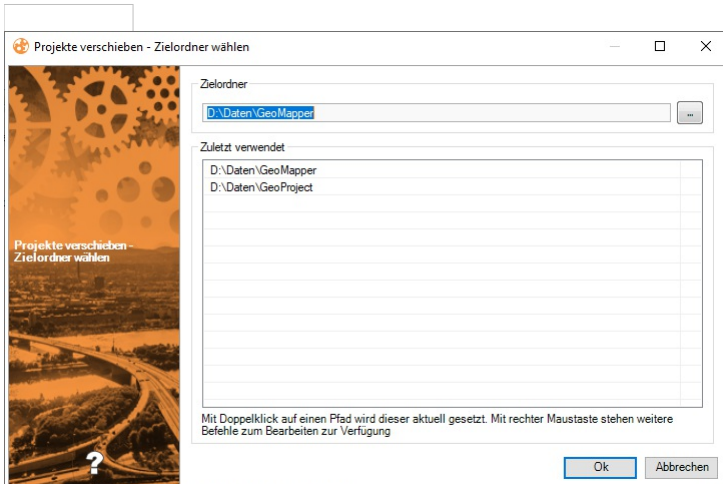 Projekte verschieben - Zielordner wählen
Zielordner
D:\Daten\GeoMapper
...
Zuletzt verwendet
D:\Daten\GeoMapper
D:\Daten\GeoProject
Projekte verschieben -
Zielordner wählen
Mit Doppelklick auf einen Pfad wird dieser aktuell gesetzt. Mit rechter Maustaste stehen weitere
Befehle zum Bearbeiten zur Verfügung
?
Ok
Abbrechen